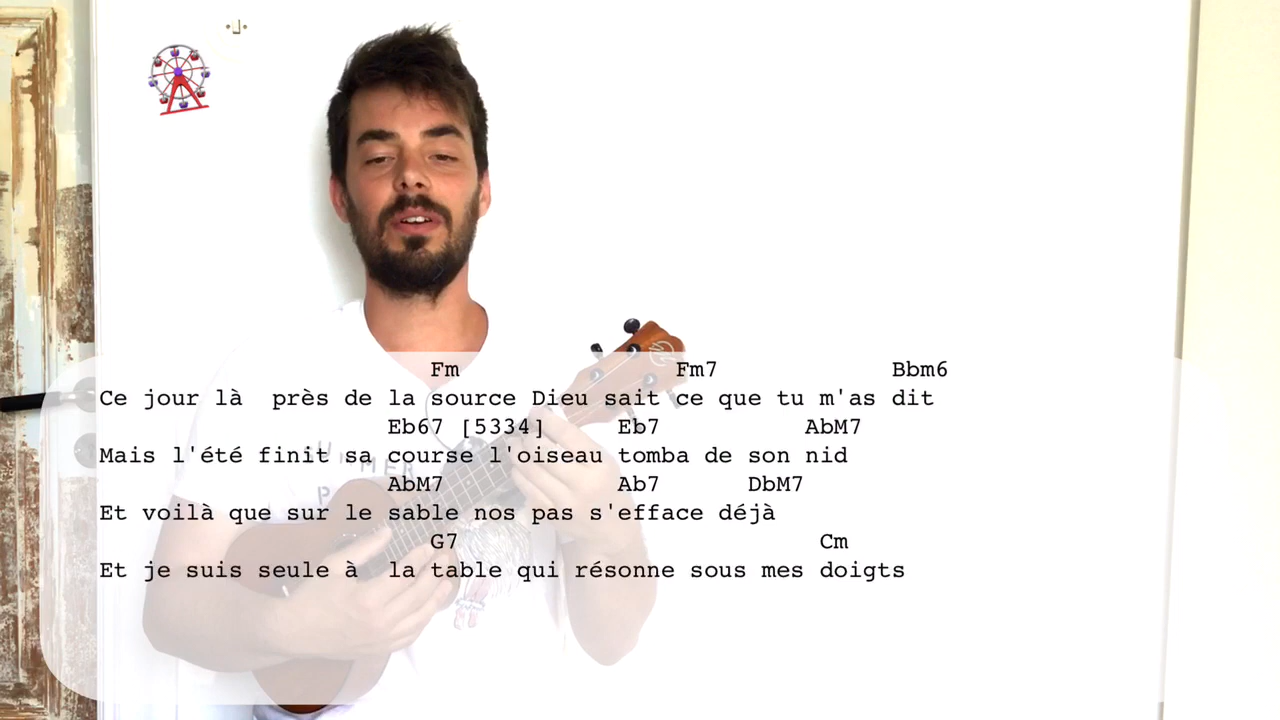 Fm Fm7 Bbm6
Ce jour là près de la source Dieu sait ce que tu m'as dit
Eb67 [5334] Eb7 AbM7
Mais l'été finit sa course l'oiseau tomba de son nid
AbM7 Ab7 DbM7
Et voilà que sur le sable nos pas s'efface déjà
G7 Cm
Et je suis seule à la table qui résonne sous mes doigts
SUMMER
P